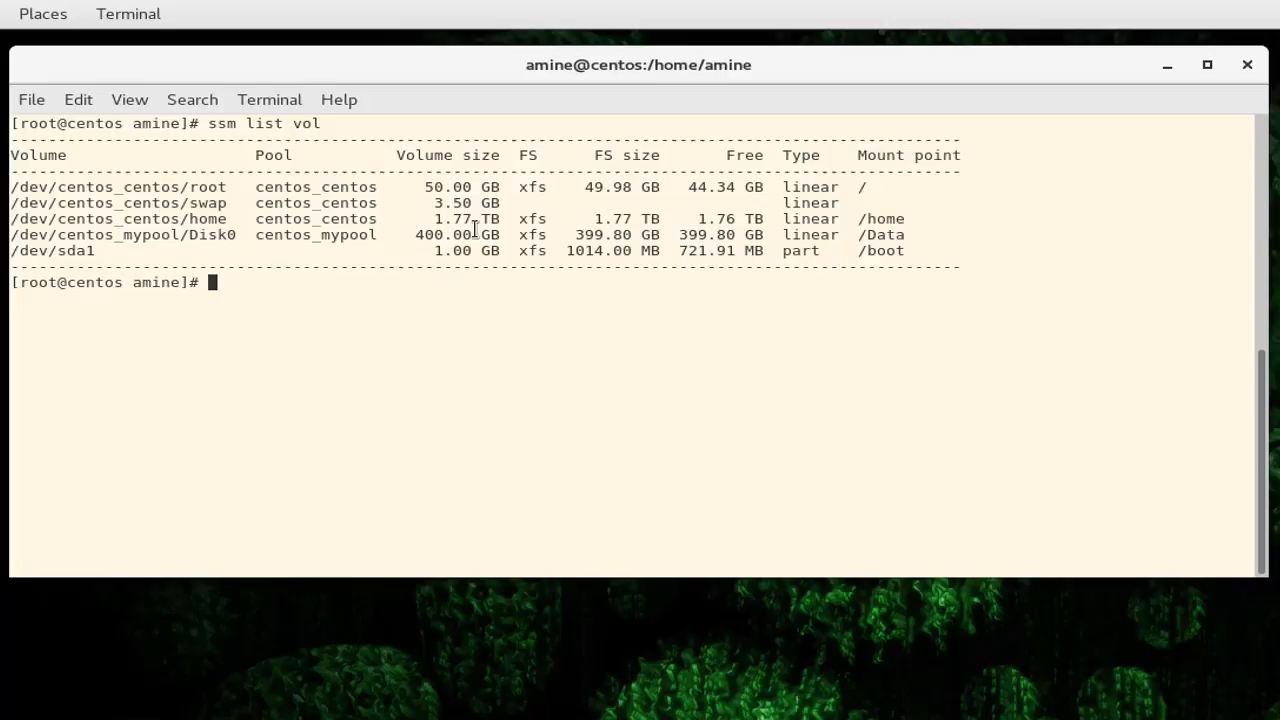 Places Terminal
amine@centos:/home/amine
File Edit View Search Terminal Help
[root@centos amine]# ssm list vol
-----------------------------------------------------------------------------------------------------
Volume Pool Volume size FS FS size Free Type Mount point
-----------------------------------------------------------------------------------------------------
/dev/centos_centos/root centos_centos 50.00 GB xfs 49.98 GB 44.34 GB linear /
/dev/centos_centos/swap centos_centos 3.50 GB linear
/dev/centos_centos/home centos_centos 1.77 TB xfs 1.77 TB 1.76 TB linear /home
/dev/centos_mypool/Disk0 centos_mypool 400.00 GB xfs 399.80 GB 399.80 GB linear /Data
/dev/sda1 1.00 GB xfs 1014.00 MB 721.91 MB part /boot
-----------------------------------------------------------------------------------------------------
[root@centos amine]#